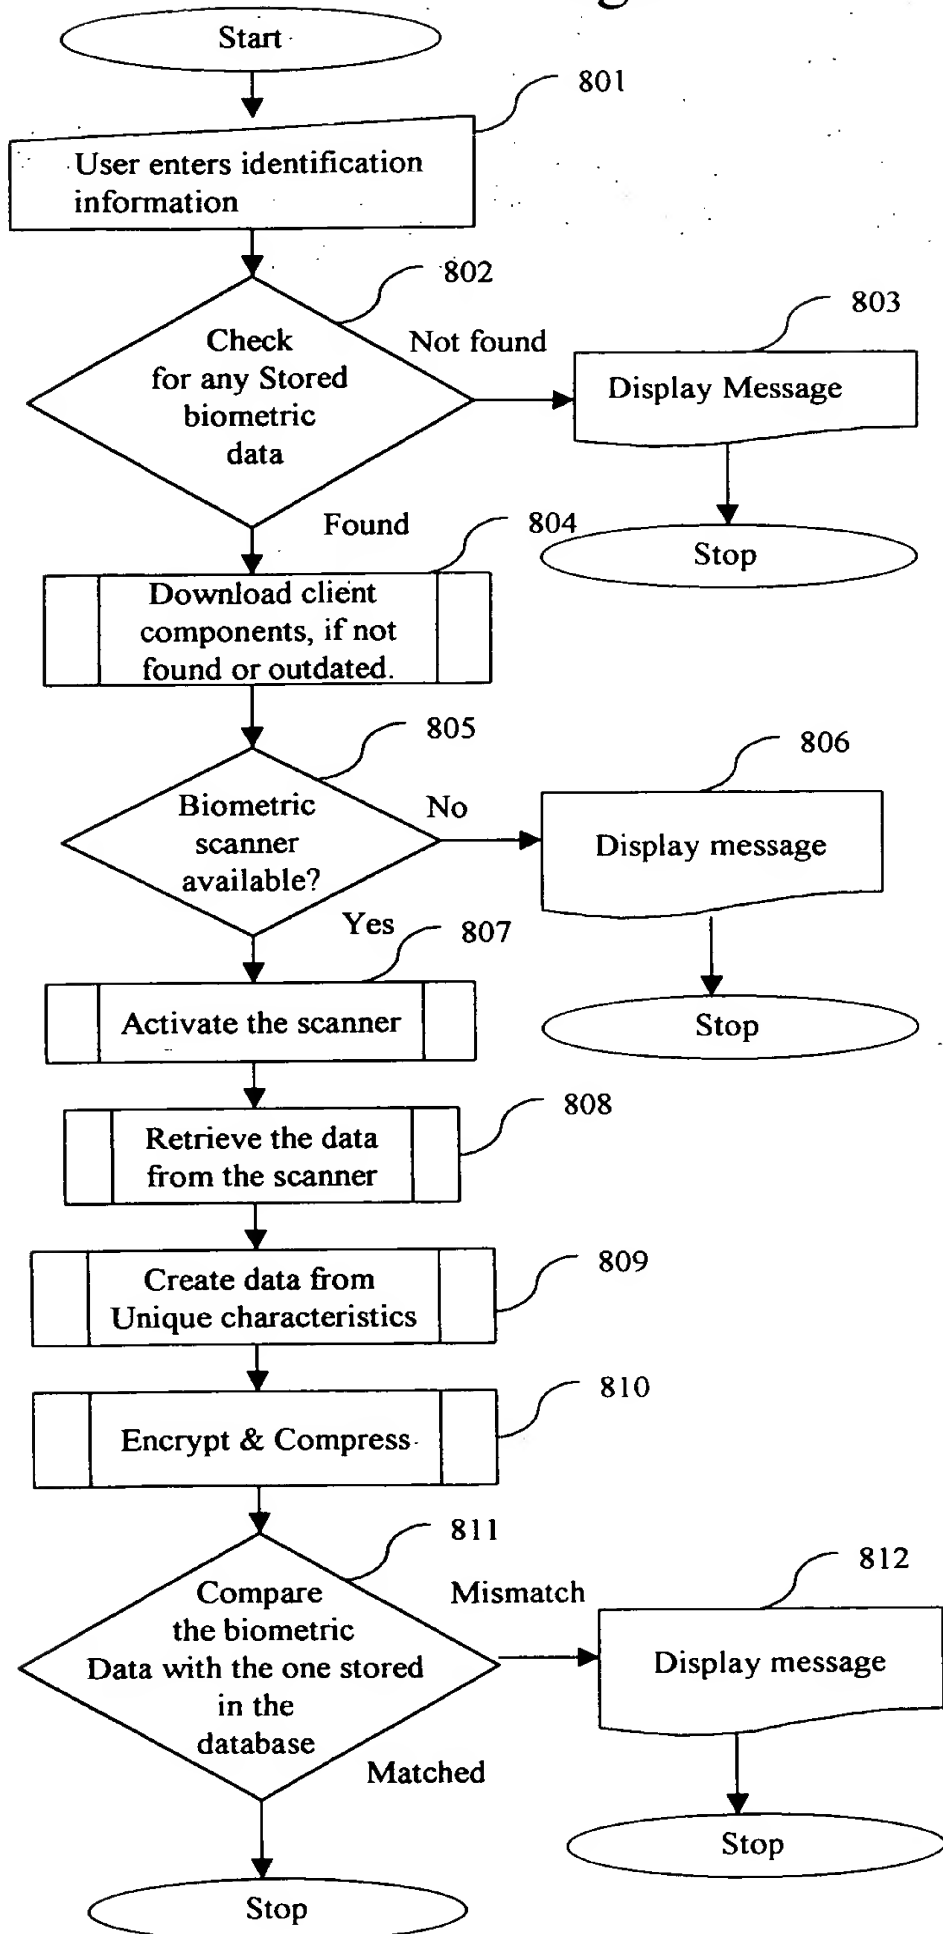 Start
801
User enters identification
information
802
Check
for any Stored
biometric
data
Not found
803
Display Message
Stop
Found
804
Download client
components, if not
found or outdated.
805
Biometric
scanner
available?
No
806
Display message
Stop
Yes
807
Activate the scanner
808
Retrieve the data
from the scanner
809
Create data from
Unique characteristics
810
Encrypt & Compress
811
Compare
the biometric
Data with the one stored
in the
database
Mismatch
812
Display message
Stop
Matched
Stop